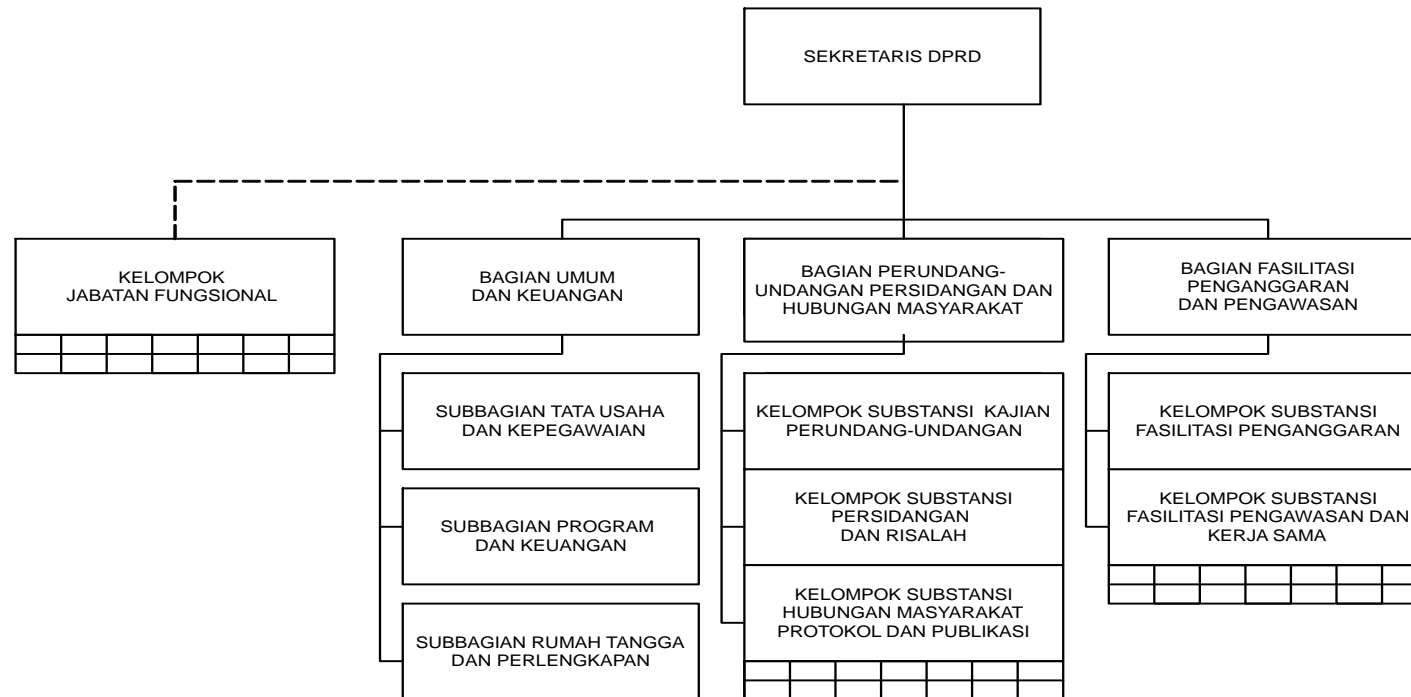 SEKRETARIS DPRD
KELOMPOK
JABATAN FUNGSIONAL
BAGIAN UMUM
DAN KEUANGAN
BAGIAN PERUNDANG-
UNDANGAN PERSIDANGAN DAN
HUBUNGAN MASYARAKAT
BAGIAN FASILITASI
PENGANGGARAN
DAN PENGAWASAN
SUBBAGIAN TATA USAHA
DAN KEPEGAWAIAN
SUBBAGIAN PROGRAM
DAN KEUANGAN
SUBBAGIAN RUMAH TANGGA
DAN PERLENGKAPAN
KELOMPOK SUBSTANSI KAJIAN
PERUNDANG-UNDANGAN
KELOMPOK SUBSTANSI
PERSIDANGAN
DAN RISALAH
KELOMPOK SUBSTANSI
HUBUNGAN MASYARAKAT
PROTOKOL DAN PUBLIKASI
KELOMPOK SUBSTANSI
FASILITASI PENGANGGARAN
KELOMPOK SUBSTANSI
FASILITASI PENGAWASAN DAN
KERJA SAMA